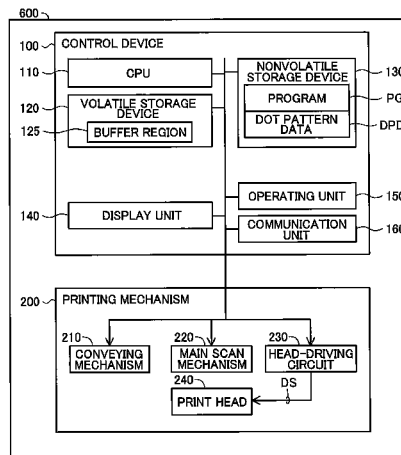 600
100
CONTROL DEVICE
110
CPU
NONVOLATILE
STORAGE DEVICE
130
120
VOLATILE STORAGE
DEVICE
PROGRAM
PG
125
BUFFER REGION
DOT PATTERN
DATA
DPD
OPERATING UNIT
150
140
DISPLAY UNIT
COMMUNICATION
UNIT
160
200
PRINTING MECHANISM
210
220
230
CONVEYING
MECHANISM
MAIN SCAN
MECHANISM
HEAD-DRIVING
CIRCUIT
240
DS
PRINT HEAD